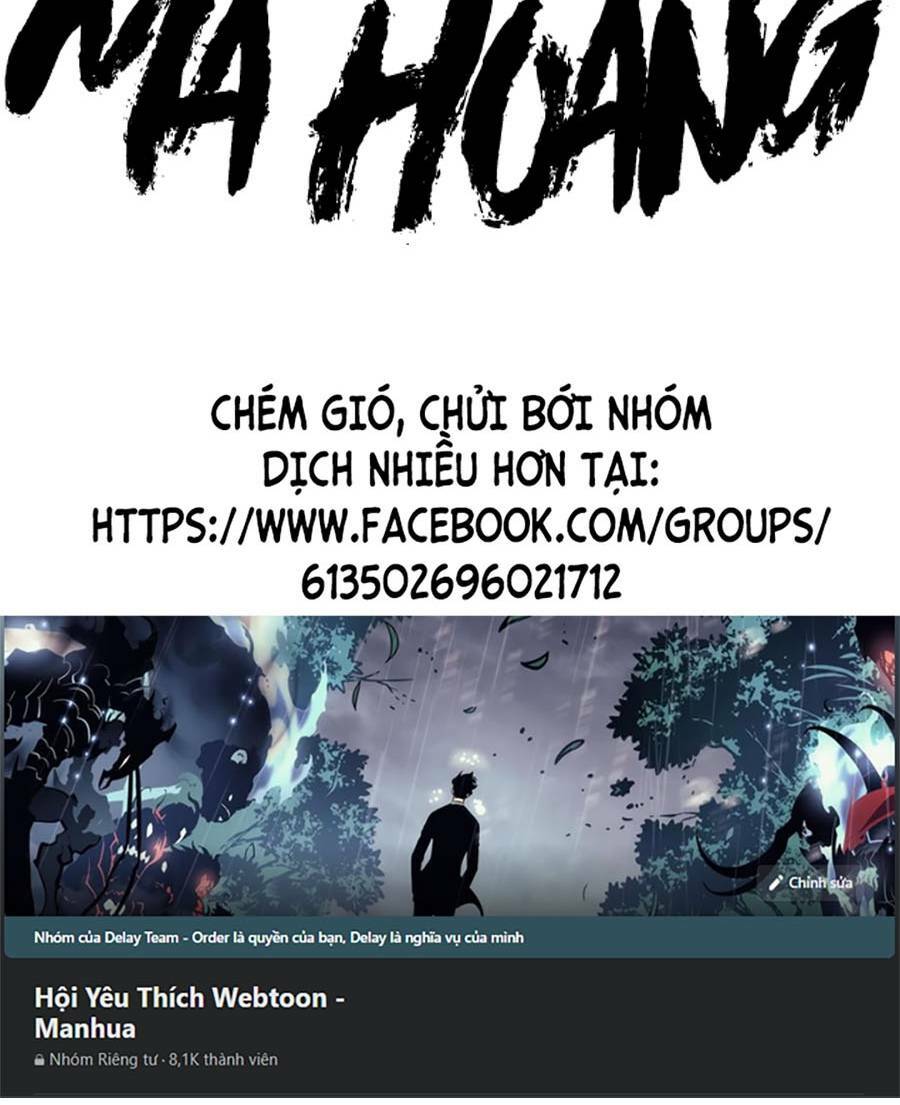 MA HOANG
CHÉM GIÓ, CHỬI BỚI NHÓM
DỊCH NHIỀU HƠN TẠI:
HTTPS://WWW.FACEBOOK.COM/GROUPS/
613502696021712
Chỉnh sửa
Nhóm của Delay Team - Order là quyền của bạn, Delay là nghĩa vụ của mình
Hội Yêu Thích Webtoon -
Manhua
Nhóm Riêng tư · 8,1K thành viên